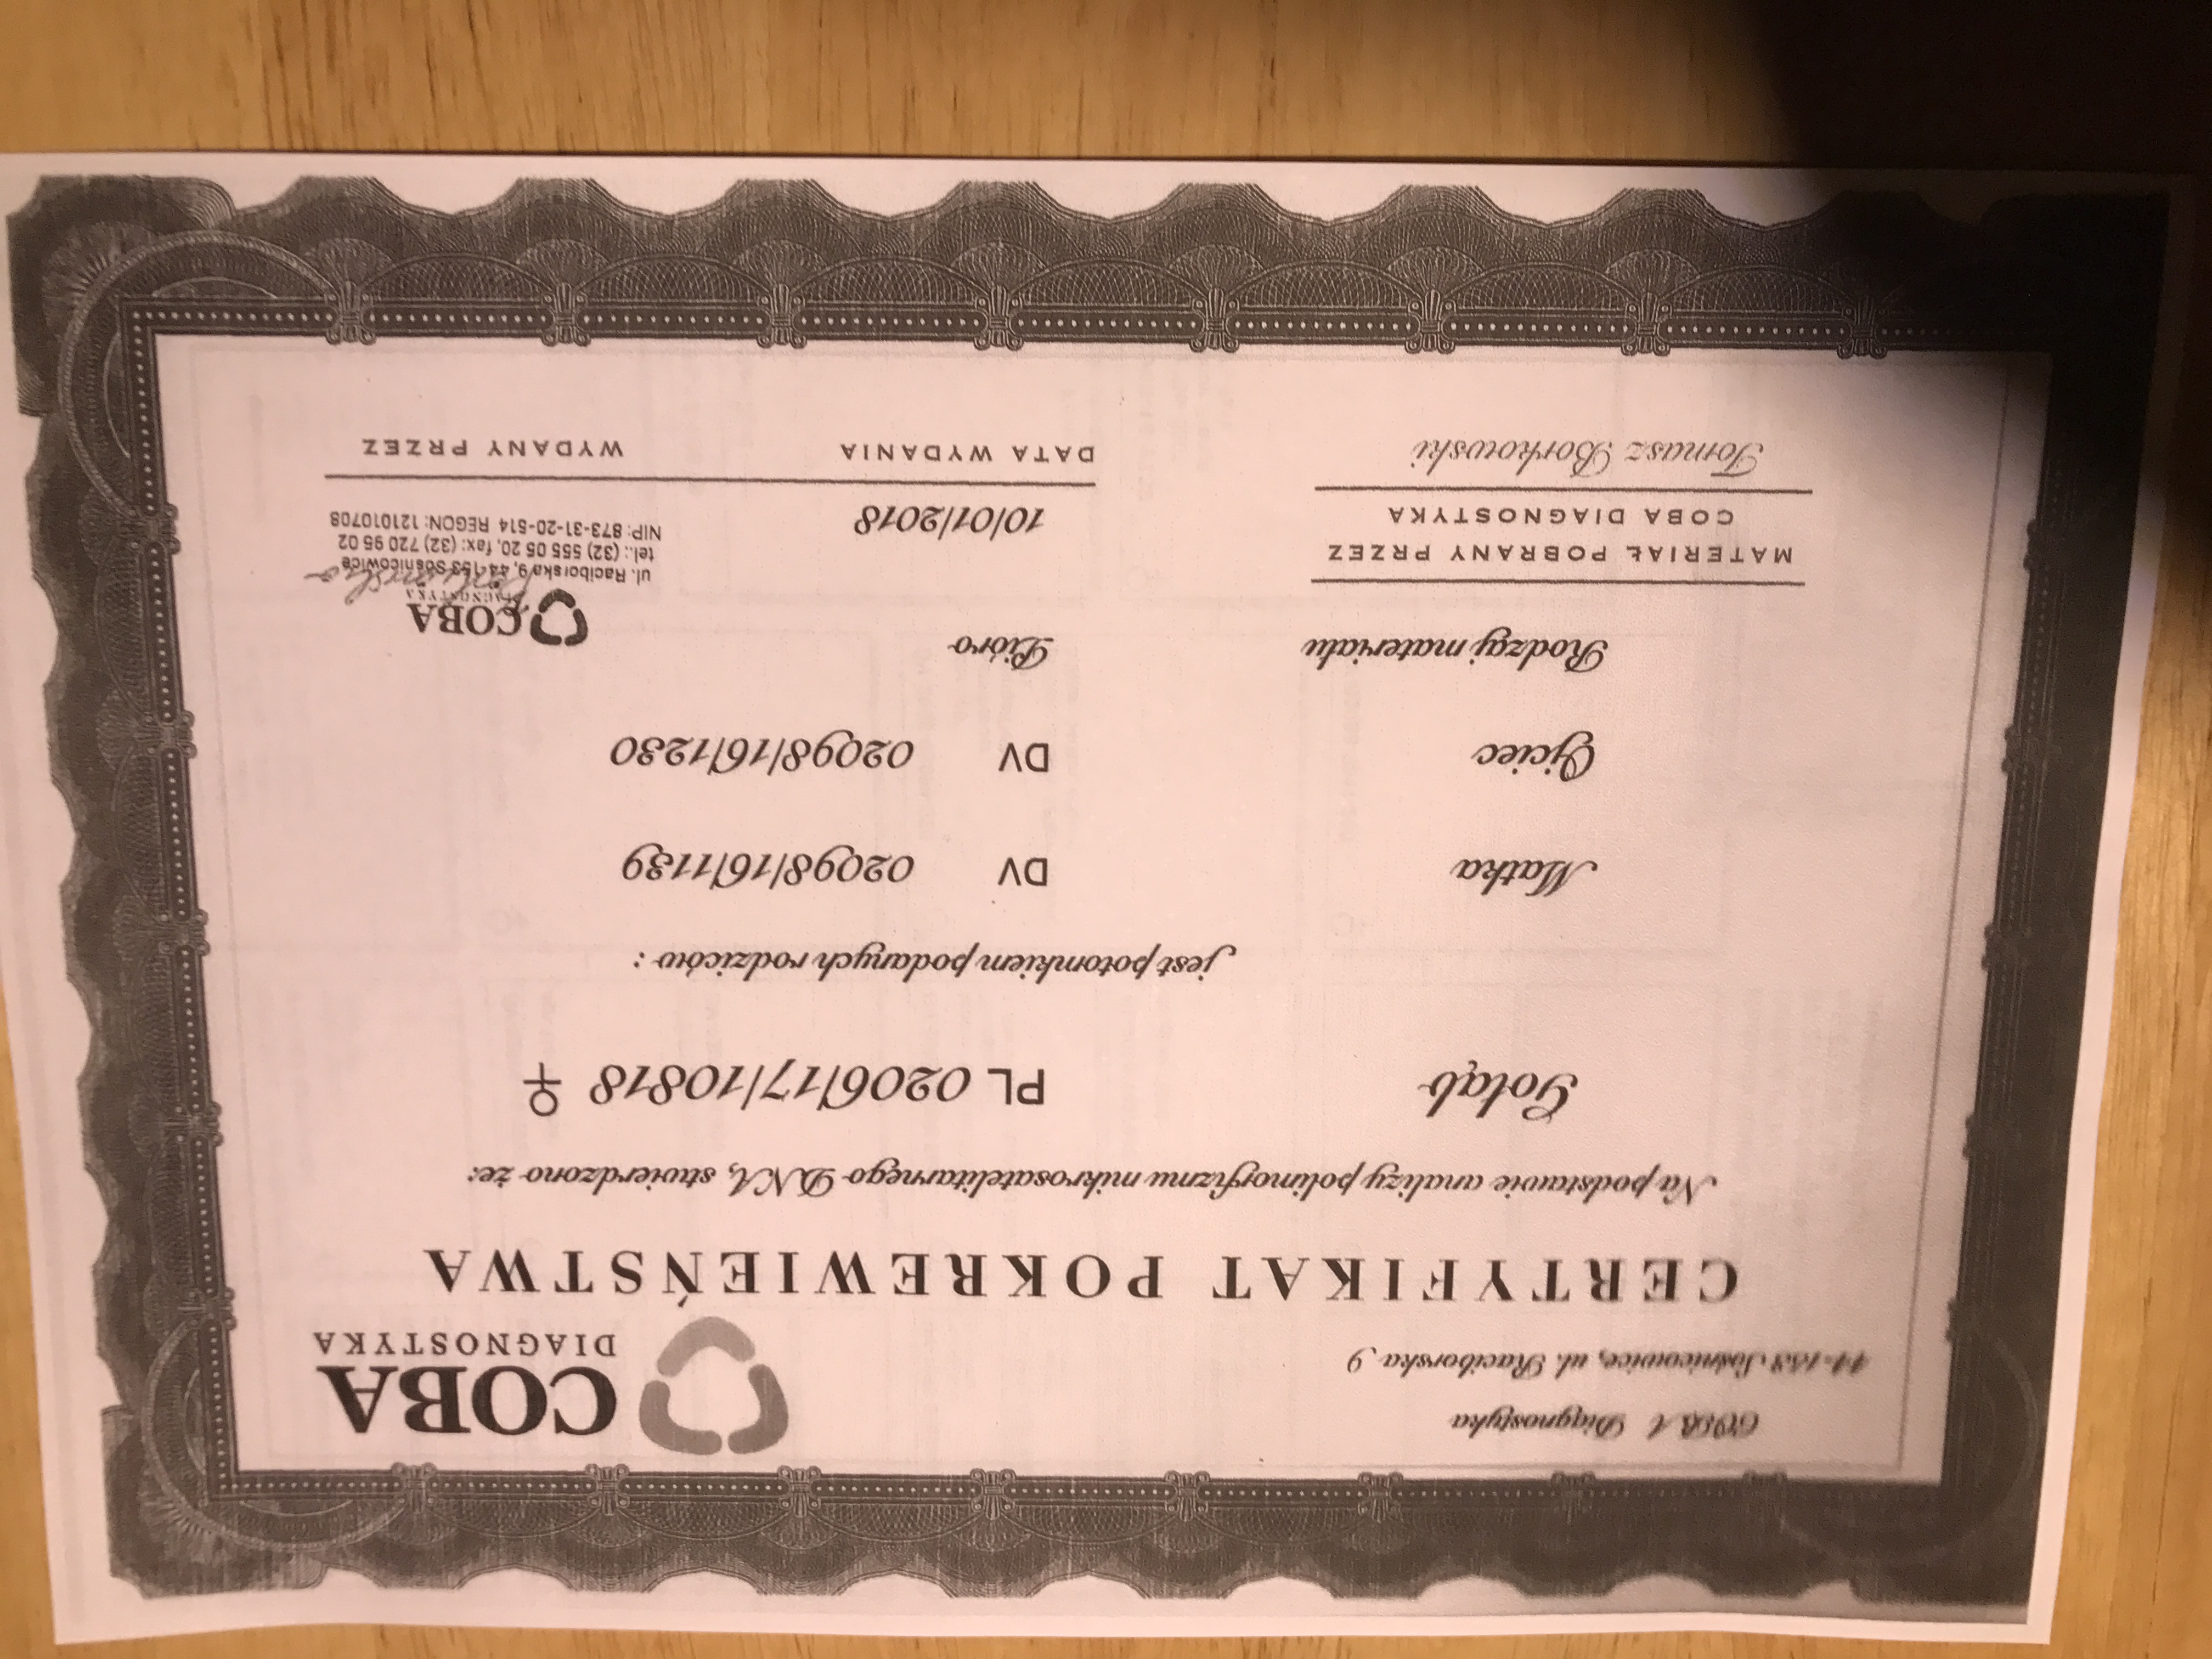 COBA Diagnostyka
44-153 Sośnicowice, ul. Raciborska 9
COBA
DIAGNOSTYKA
CERTYFIKAT POKREWIEŃSTWA
Na podstawie analizy polimorfizmu mikrosatelitarnego DNA, stwierdzono że:
Gołąb PL 0206/17/10818 ♀
jest potomkiem podanych rodziców :
Matka DV 02098/16/1139
Ojciec DV 02098/16/1230
Rodzaj materiału Pióro
MATERIAŁ POBRANY PRZEZ
COBA DIAGNOSTYKA
Tomasz Borkowski
10/01/2018
DATA WYDANIA
COBA
DIAGNOSTYKA
ul. Raciborska 9, 44-153 Sośnicowice
tel.: (32) 555 05 20, fax: (32) 720 95 02
NIP: 873-31-20-514 REGON: 121010708
WYDANY PRZEZ